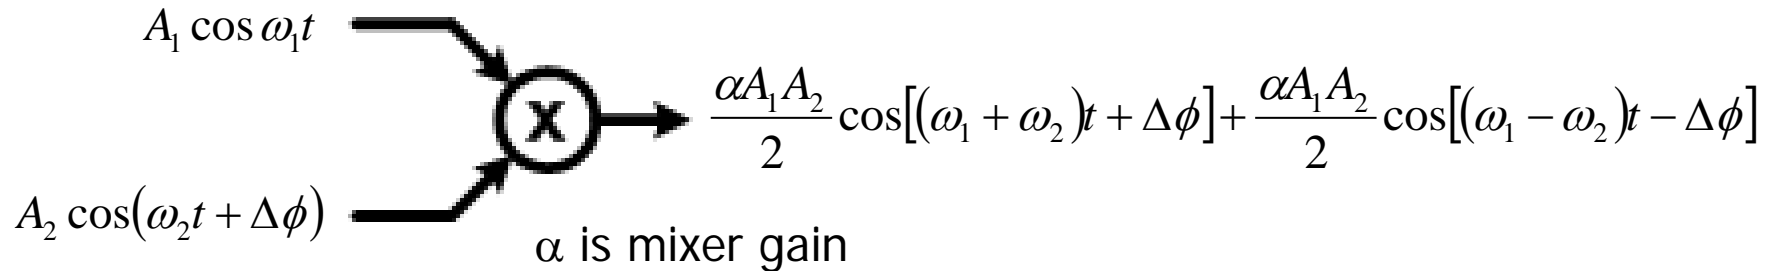 A₁ cos ω₁t
X
αA₁A₂/2 cos[(ω₁ + ω₂)t + Δϕ] + αA₁A₂/2 cos[(ω₁ − ω₂)t − Δϕ]
A₂ cos(ω₂t + Δϕ)
α is mixer gain